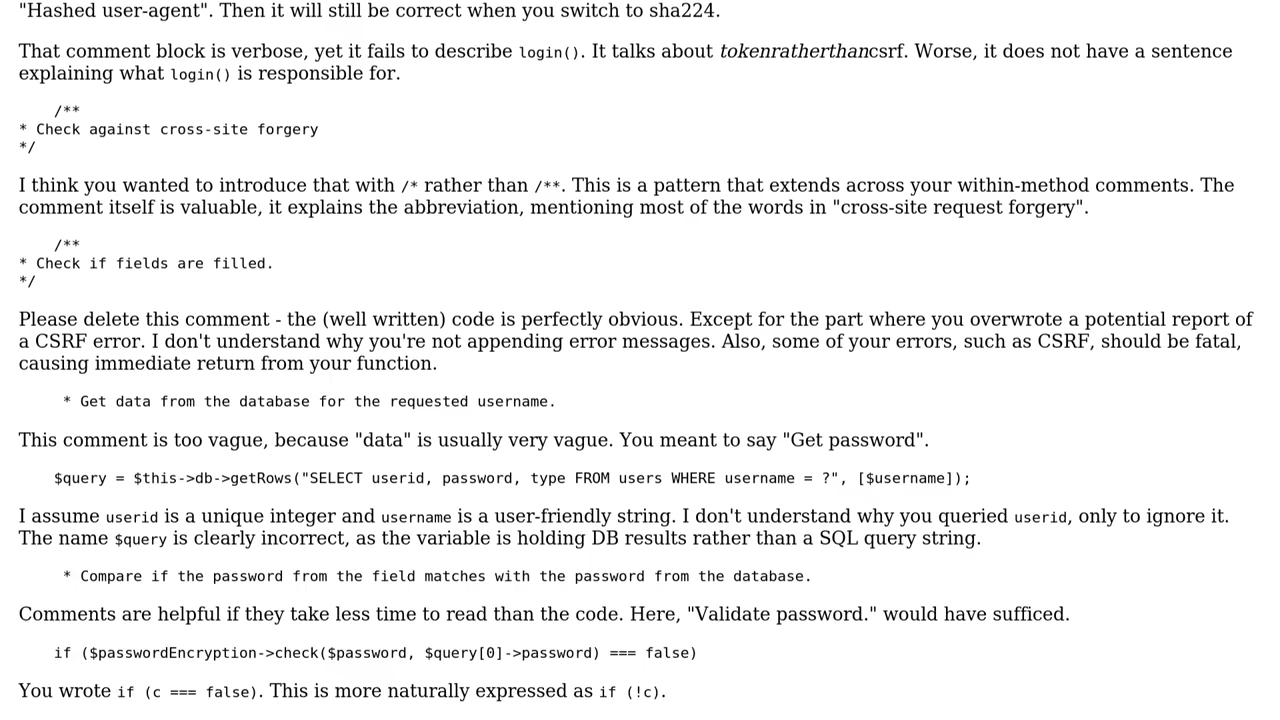 "Hashed user-agent". Then it will still be correct when you switch to sha224.
That comment block is verbose, yet it fails to describe login(). It talks about tokenratherthancsrf. Worse, it does not have a sentence
explaining what login() is responsible for.
/**
* Check against cross-site forgery
*/
I think you wanted to introduce that with /* rather than /**. This is a pattern that extends across your within-method comments. The
comment itself is valuable, it explains the abbreviation, mentioning most of the words in "cross-site request forgery".
/**
* Check if fields are filled.
*/
Please delete this comment - the (well written) code is perfectly obvious. Except for the part where you overwrote a potential report of
a CSRF error. I don't understand why you're not appending error messages. Also, some of your errors, such as CSRF, should be fatal,
causing immediate return from your function.
* Get data from the database for the requested username.
This comment is too vague, because "data" is usually very vague. You meant to say "Get password".
$query = $this->db->getRows("SELECT userid, password, type FROM users WHERE username = ?", [$username]);
I assume userid is a unique integer and username is a user-friendly string. I don't understand why you queried userid, only to ignore it.
The name $query is clearly incorrect, as the variable is holding DB results rather than a SQL query string.
* Compare if the password from the field matches with the password from the database.
Comments are helpful if they take less time to read than the code. Here, "Validate password." would have sufficed.
if ($passwordEncryption->check($password, $query[0]->password) === false)
You wrote if (c === false). This is more naturally expressed as if (!c).